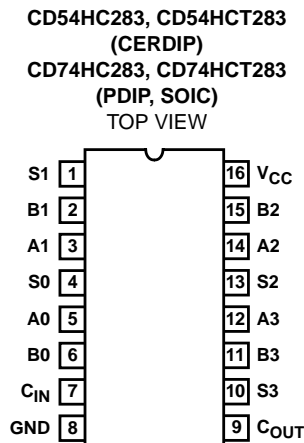 CD54HC283, CD54HCT283
(CERDIP)
CD74HC283, CD74HCT283
(PDIP, SOIC)
TOP VIEW
S1 1 16 VCC
B1 2 15 B2
A1 3 14 A2
S0 4 13 S2
A0 5 12 A3
B0 6 11 B3
CIN 7 10 S3
GND 8 9 COUT